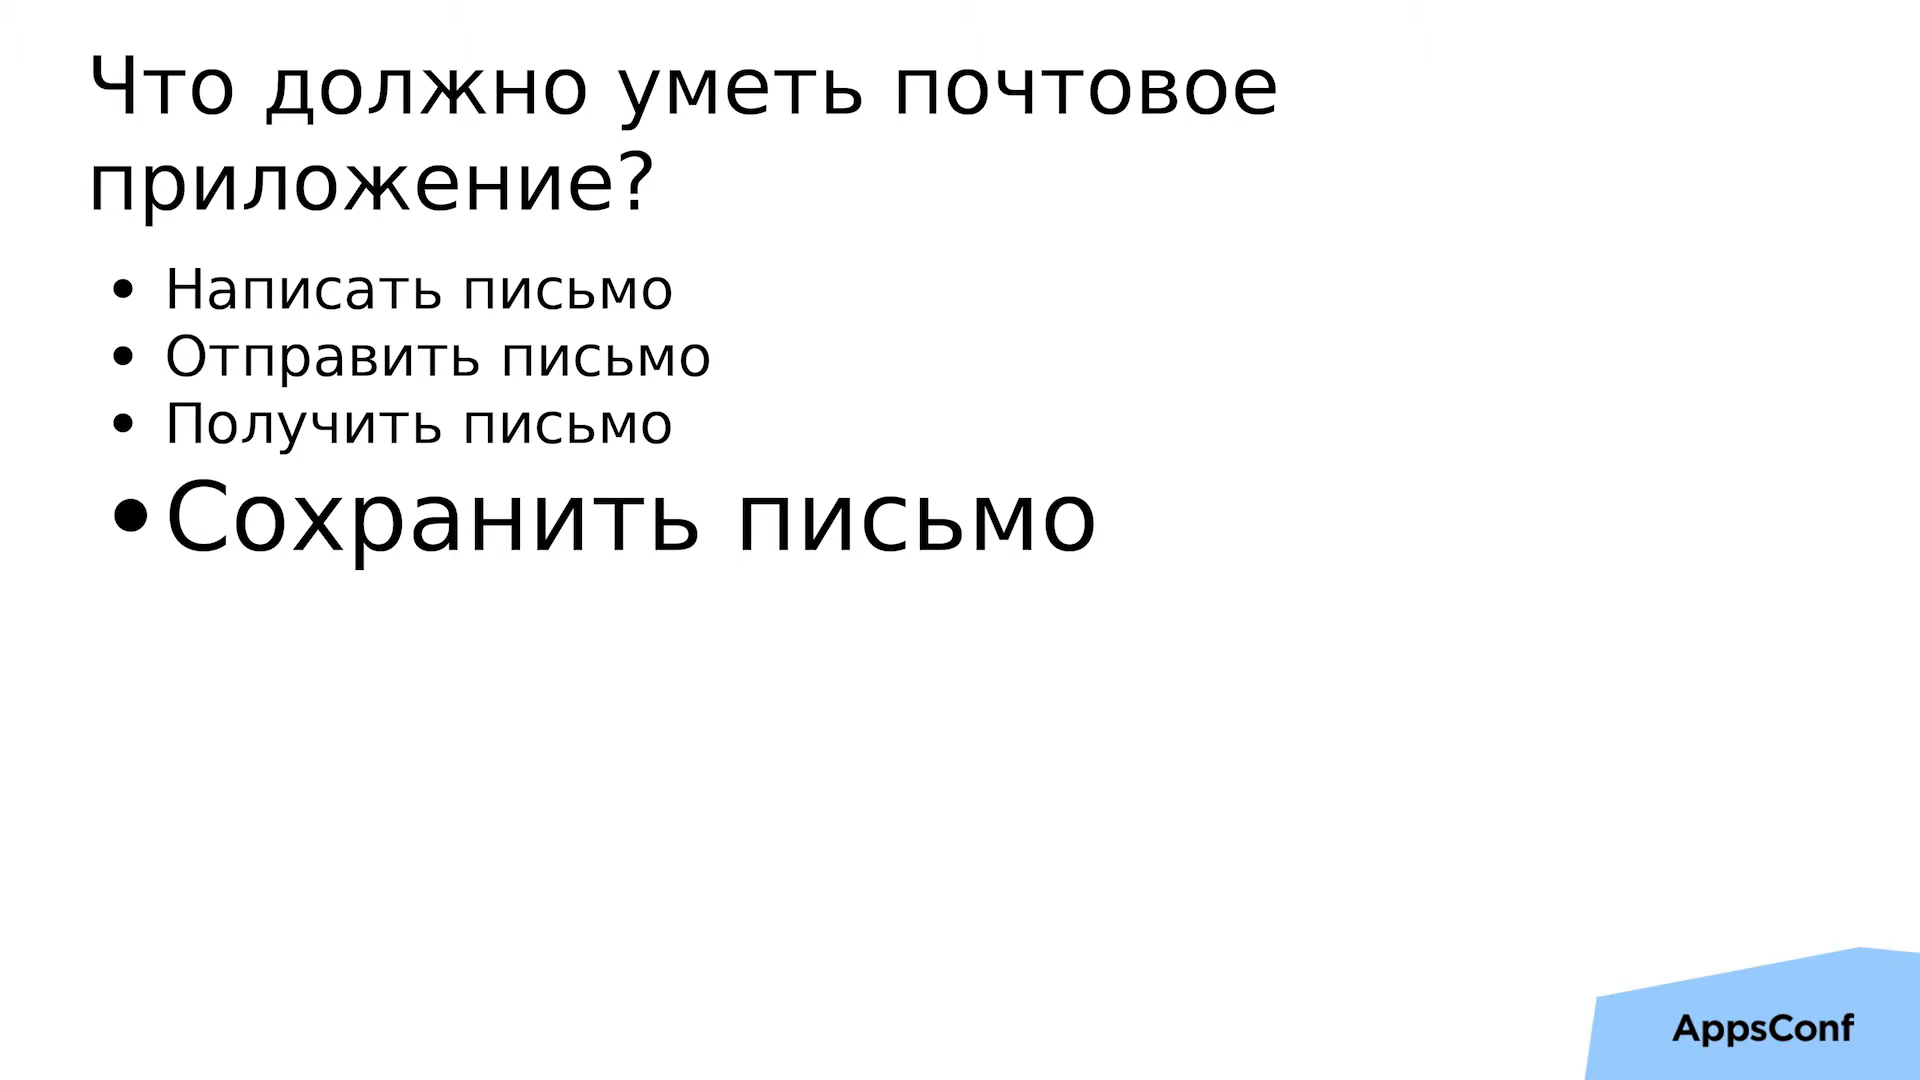 Что должно уметь почтовое
приложение?
• Написать письмо
• Отправить письмо
• Получить письмо
• Сохранить письмо
AppsConf